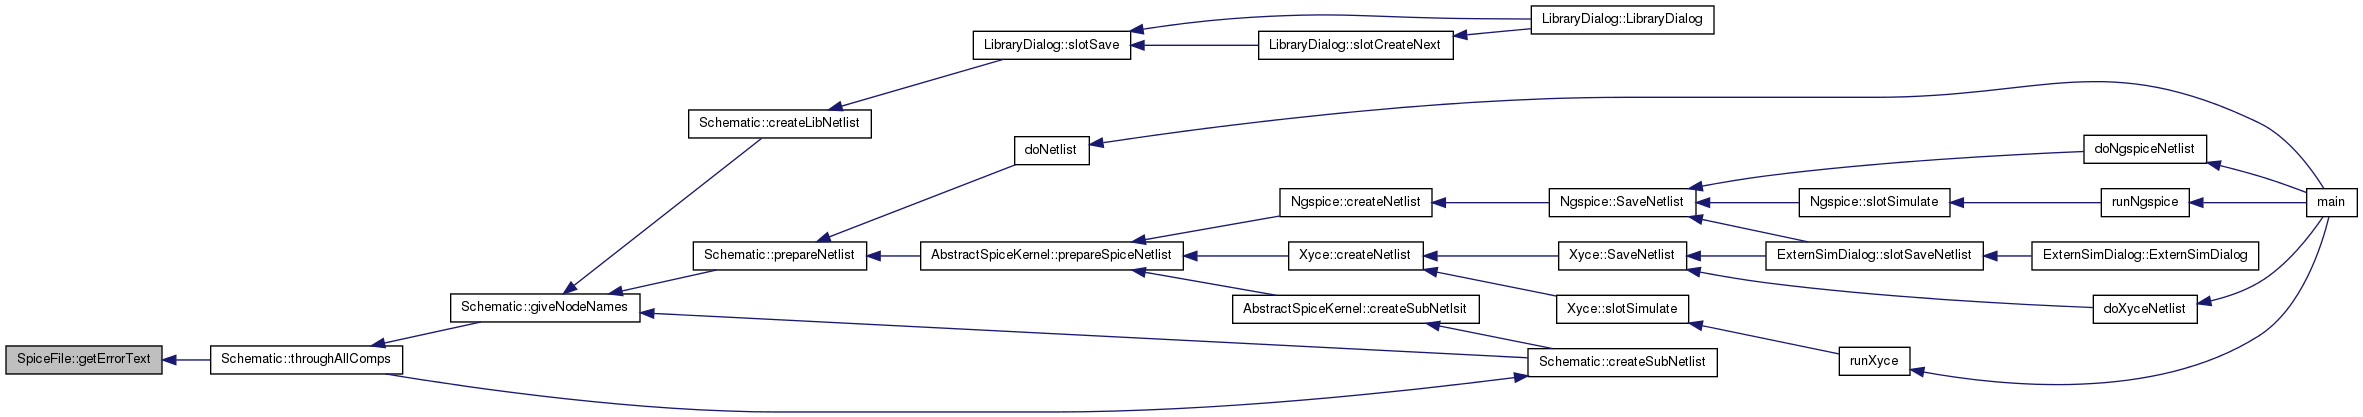 LibraryDialog::LibraryDialog
LibraryDialog::slotSave
LibraryDialog::slotCreateNext
Schematic::createLibNetlist
doNetlist
doNgspiceNetlist
Ngspice::createNetlist
Ngspice::SaveNetlist
Ngspice::slotSimulate
runNgspice
main
Schematic::prepareNetlist
AbstractSpiceKernel::prepareSpiceNetlist
Xyce::createNetlist
Xyce::SaveNetlist
ExternSimDialog::slotSaveNetlist
ExternSimDialog::ExternSimDialog
Schematic::giveNodeNames
AbstractSpiceKernel::createSubNetlsit
Xyce::slotSimulate
doXyceNetlist
SpiceFile::getErrorText
Schematic::throughAllComps
Schematic::createSubNetlist
runXyce